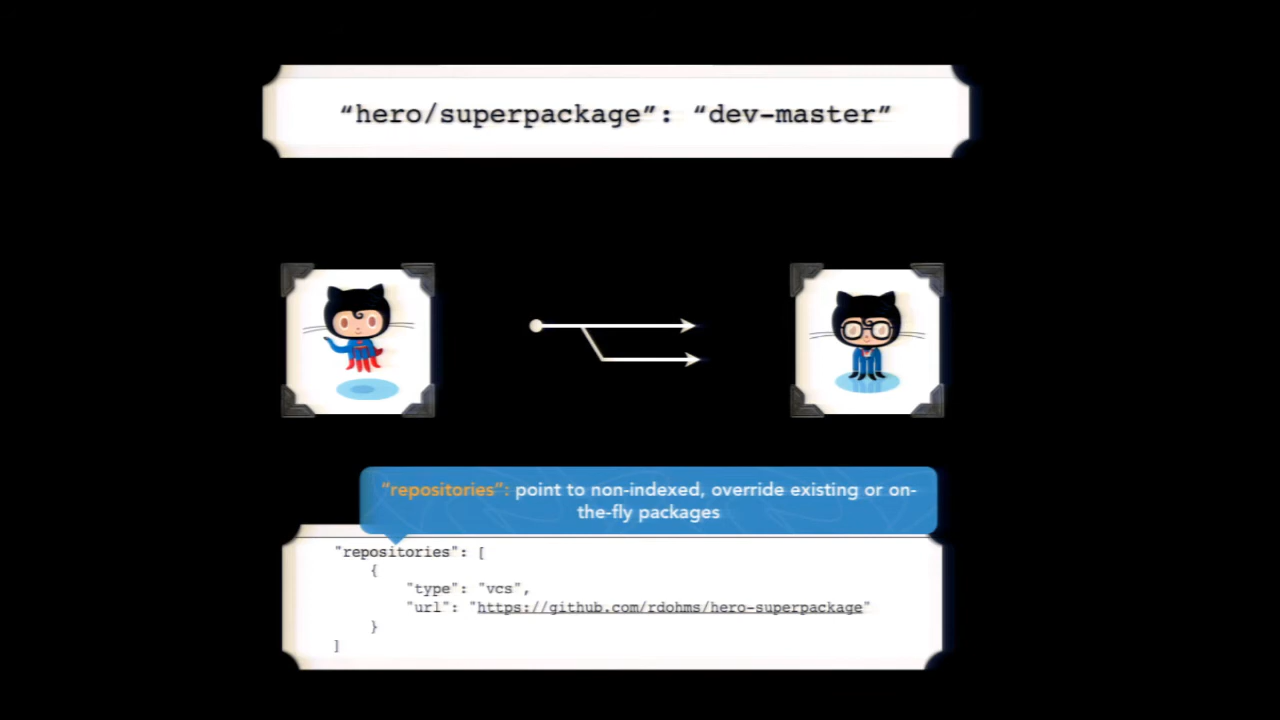 “hero/superpackage”: “dev-master”
“repositories”: point to non-indexed, override existing or on-
the-fly packages
"repositories": [
{
"type": "vcs",
"url": "https://github.com/rdohms/hero-superpackage"
}
]